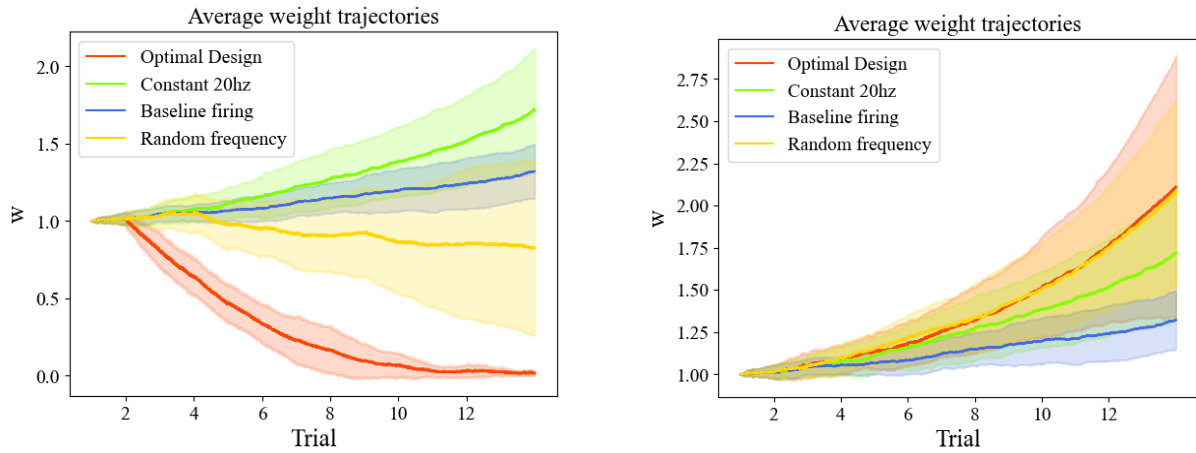 Average weight trajectories
Optimal Design
Constant 20hz
Baseline firing
Random frequency
2.0
1.5
1.0
0.5
0.0
w
2 4 6 8 10 12
Trial
Average weight trajectories
Optimal Design
Constant 20hz
Baseline firing
Random frequency
2.75
2.50
2.25
2.00
1.75
1.50
1.25
1.00
w
2 4 6 8 10 12
Trial